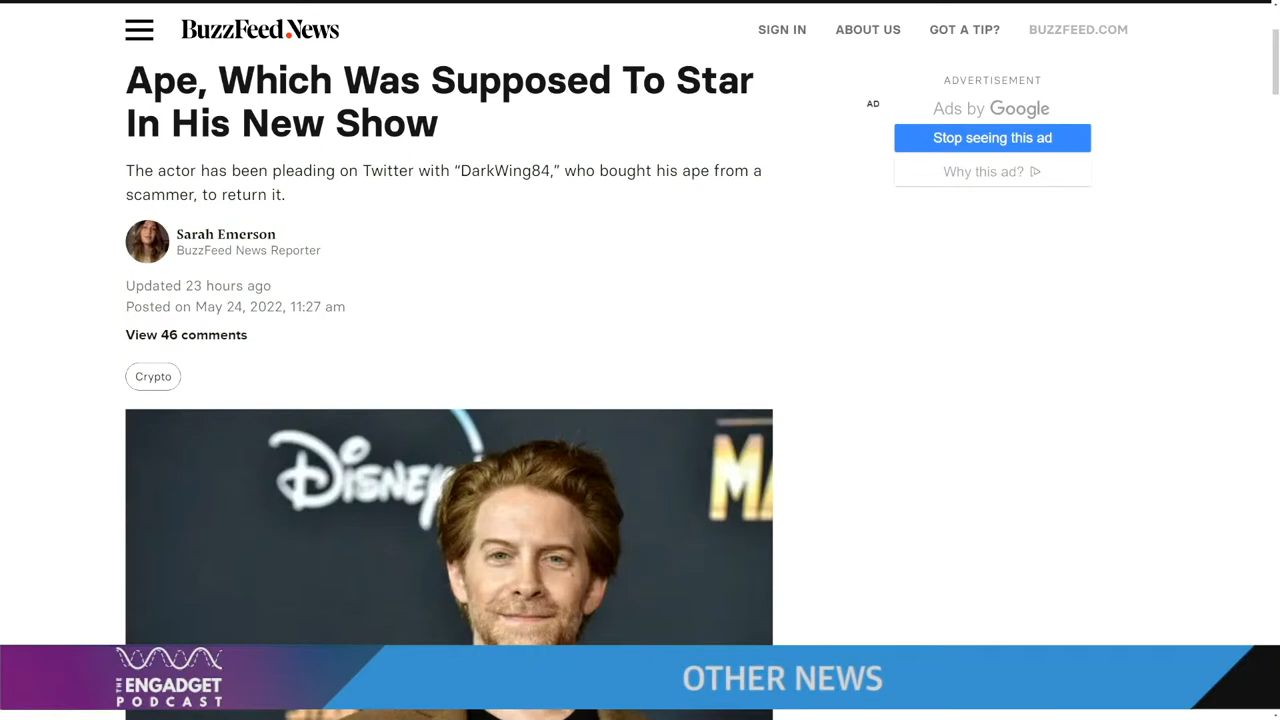 BuzzFeed News
SIGN IN
ABOUT US
GOT A TIP?
BUZZFEED.COM
Ape, Which Was Supposed To Star
In His New Show
The actor has been pleading on Twitter with “DarkWing84,” who bought his ape from a
scammer, to return it.
Sarah Emerson
BuzzFeed News Reporter
Updated 23 hours ago
Posted on May 24, 2022, 11:27 am
View 46 comments
Crypto
ADVERTISEMENT
AD
Ads by Google
Stop seeing this ad
Why this ad?
DISNEY
MA
THE
ENGADGET
PODCAST
OTHER NEWS